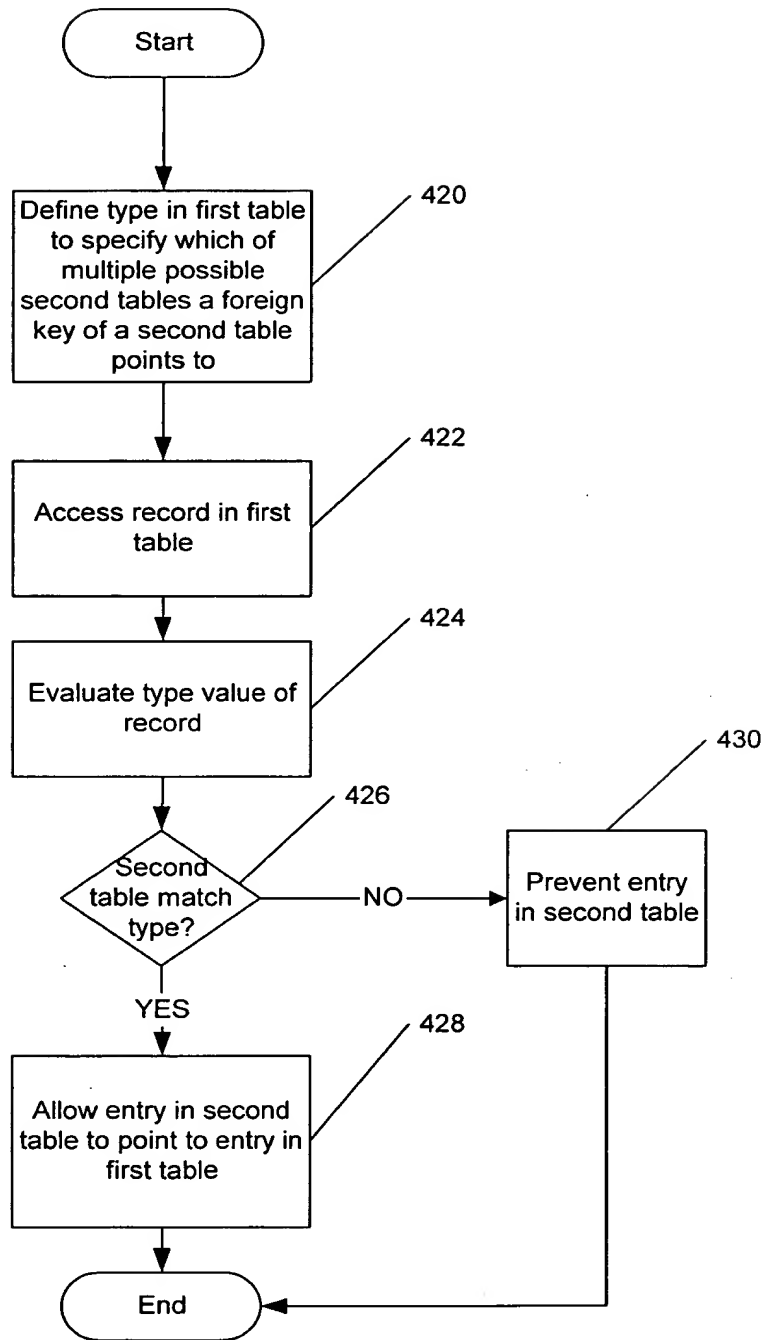 Start
Define type in first table
to specify which of
multiple possible
second tables a foreign
key of a second table
points to
420
Access record in first
table
422
Evaluate type value of
record
424
Second
table match
type?
426
NO
Prevent entry
in second table
430
YES
Allow entry in second
table to point to entry in
first table
428
End